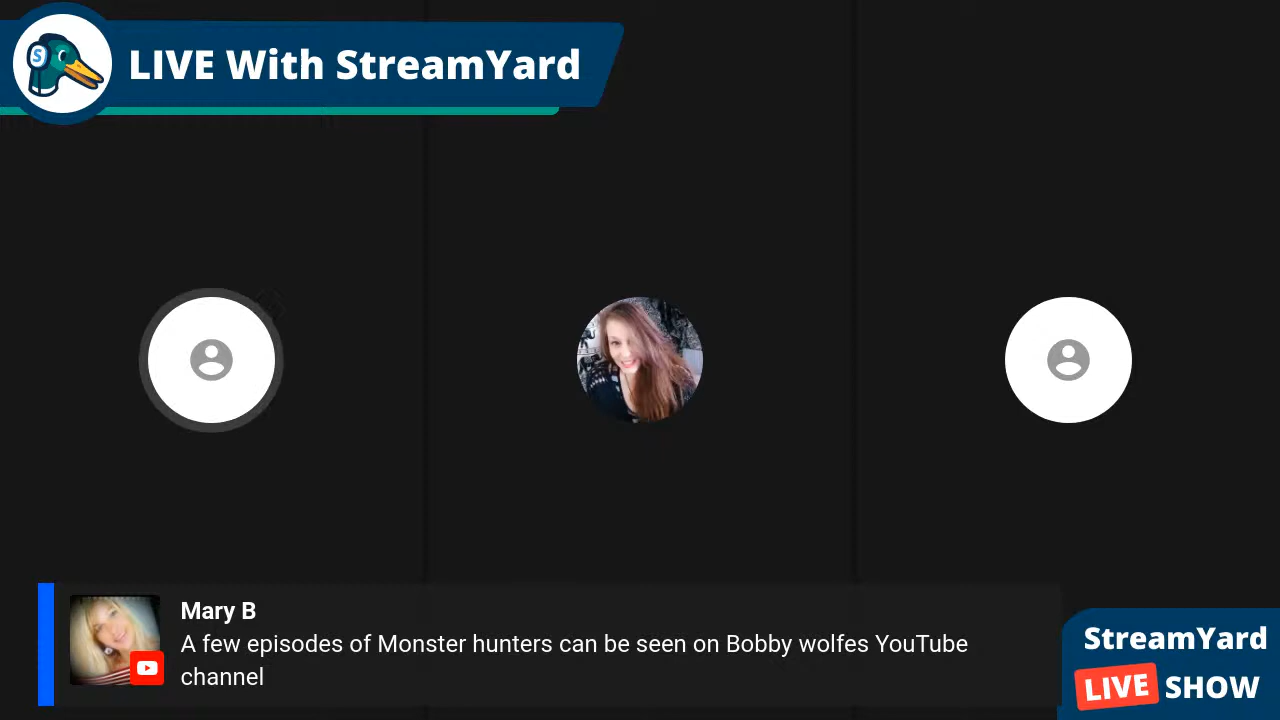 S
LIVE With StreamYard
Mary B
A few episodes of Monster hunters can be seen on Bobby wolfes YouTube
channel
StreamYard
LIVE SHOW